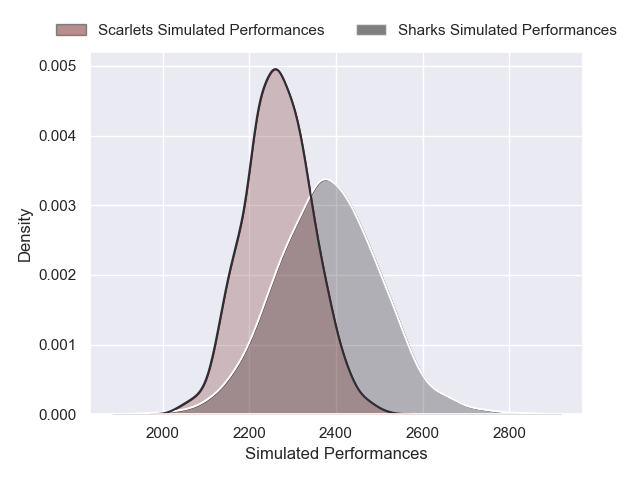 Scarlets Simulated Performances
Sharks Simulated Performances
0.005
0.004
0.003
0.002
0.001
0.000
Density
2000
2200
2400
2600
2800
Simulated Performances